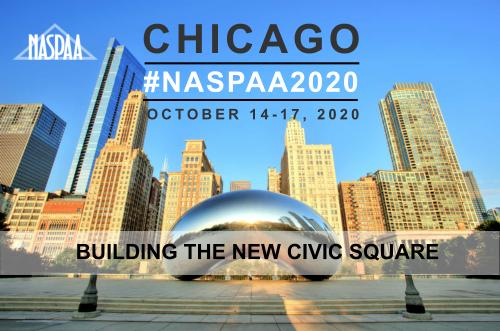 NASPAA
CHICAGO
#NASPAA2020
OCTOBER 14-17, 2020
BUILDING THE NEW CIVIC SQUARE